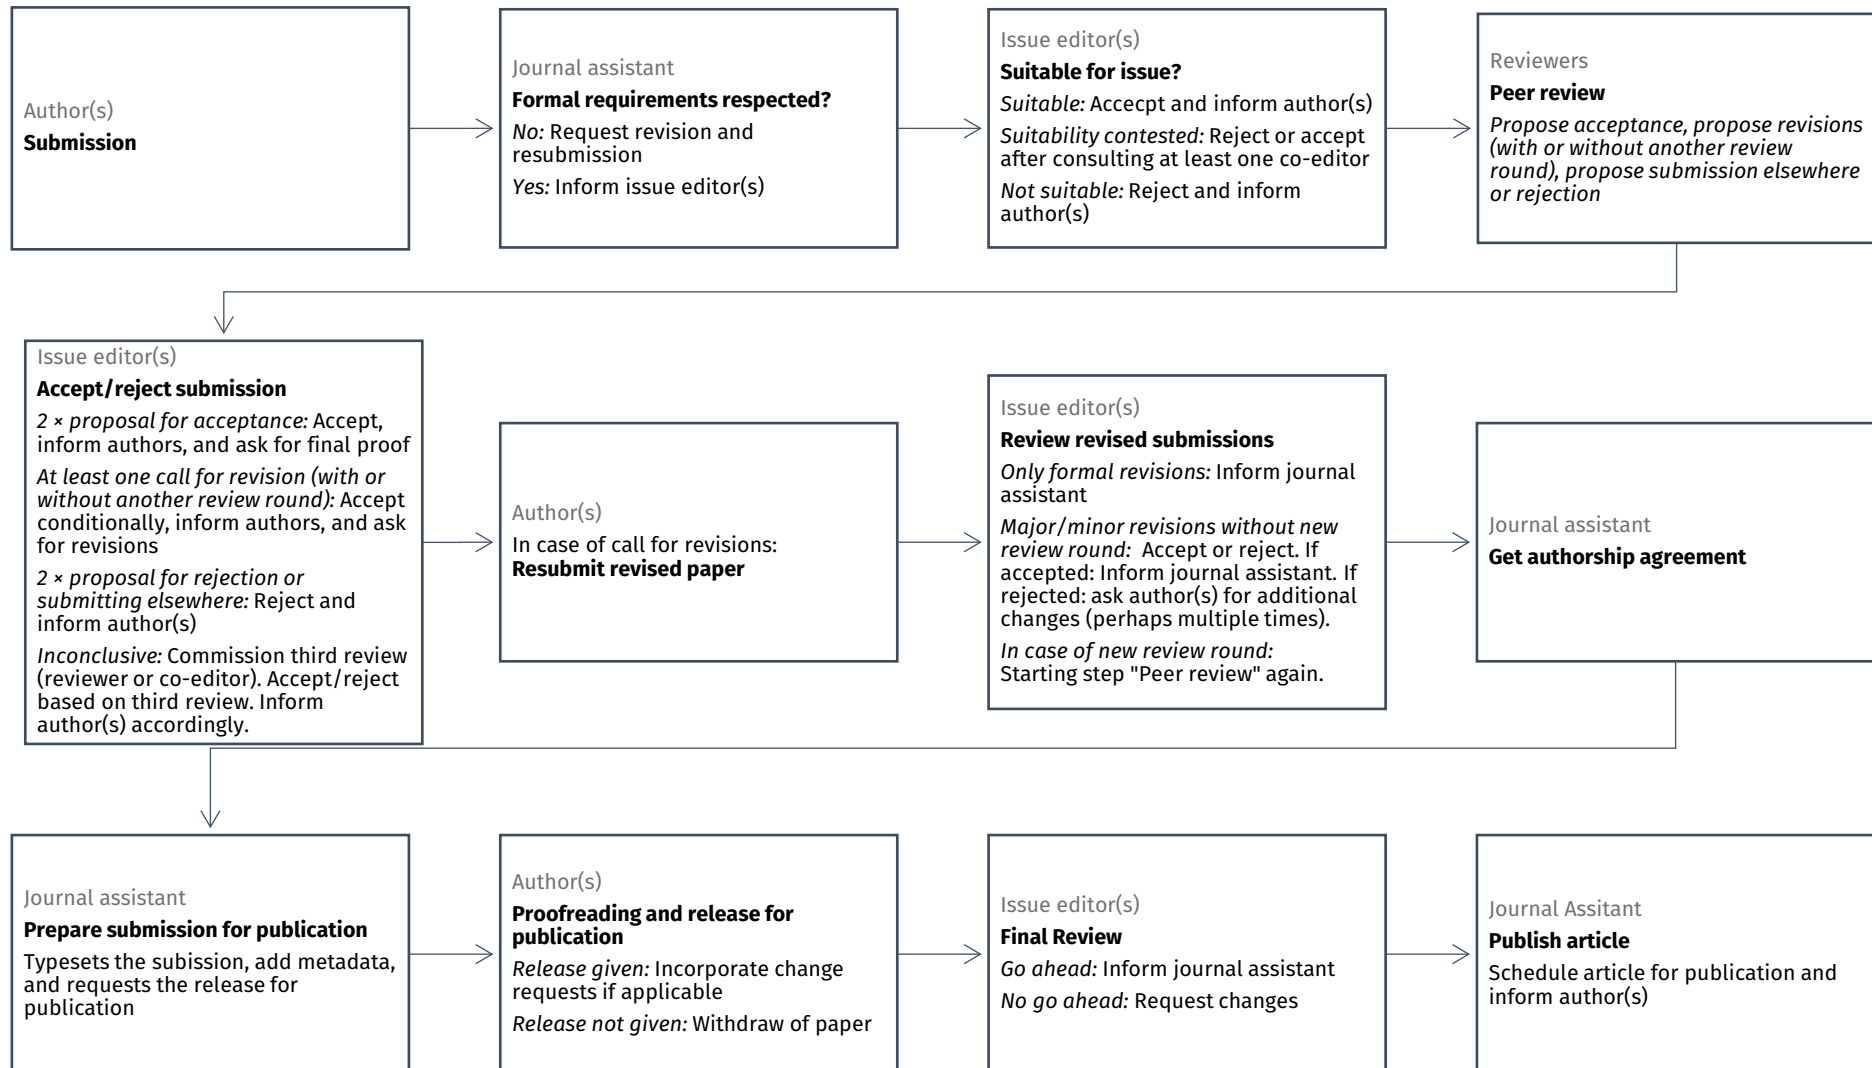 Author(s)
Submission
Journal assistant
Formal requirements respected?
No: Request revision and
resubmission
Yes: Inform issue editor(s)
Issue editor(s)
Suitable for issue?
Suitable: Accecpt and inform author(s)
Suitability contested: Reject or accept
after consulting at least one co-editor
Not suitable: Reject and inform
author(s)
Reviewers
Peer review
Propose acceptance, propose revisions
(with or without another review
round), propose submission elsewhere
or rejection
Issue editor(s)
Accept/reject submission
2 × proposal for acceptance: Accept,
inform authors, and ask for final proof
At least one call for revision (with or
without another review round): Accept
conditionally, inform authors, and ask
for revisions
2 × proposal for rejection or
submitting elsewhere: Reject and
inform author(s)
Inconclusive: Commission third review
(reviewer or co-editor). Accept/reject
based on third review. Inform
author(s) accordingly.
Author(s)
In case of call for revisions:
Resubmit revised paper
Issue editor(s)
Review revised submissions
Only formal revisions: Inform journal
assistant
Major/minor revisions without new
review round: Accept or reject. If
accepted: Inform journal assistant. If
rejected: ask author(s) for additional
changes (perhaps multiple times).
In case of new review round:
Starting step "Peer review" again.
Journal assistant
Get authorship agreement
Journal assistant
Prepare submission for publication
Typesets the subission, add metadata,
and requests the release for
publication
Author(s)
Proofreading and release for
publication
Release given: Incorporate change
requests if applicable
Release not given: Withdraw of paper
Issue editor(s)
Final Review
Go ahead: Inform journal assistant
No go ahead: Request changes
Journal Assitant
Publish article
Schedule article for publication and
inform author(s)